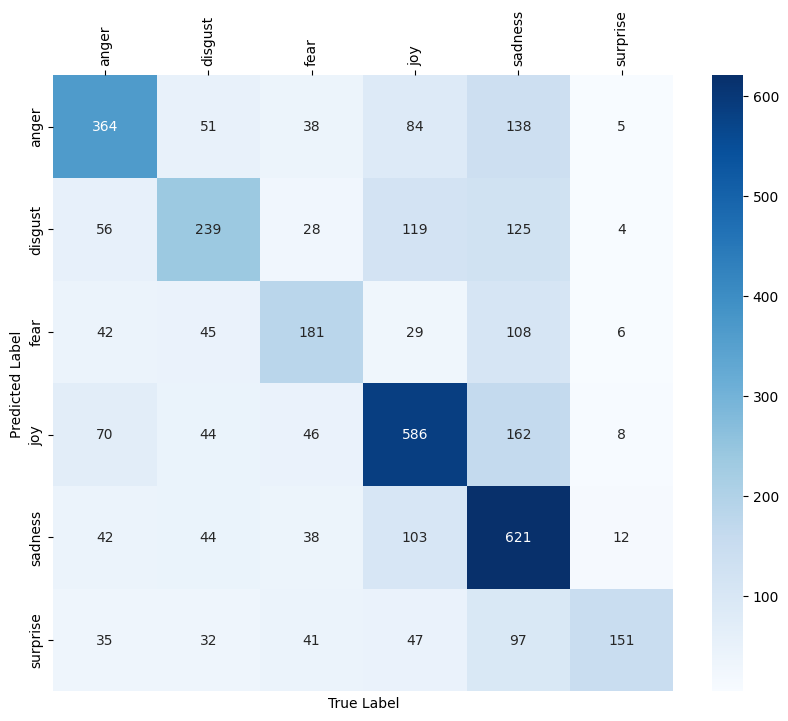 anger disgust fear joy sadness surprise
anger 364 51 38 84 138 5
disgust 56 239 28 119 125 4
fear 42 45 181 29 108 6
joy 70 44 46 586 162 8
sadness 42 44 38 103 621 12
surprise 35 32 41 47 97 151
Predicted Label
True Label
600
500
400
300
200
100